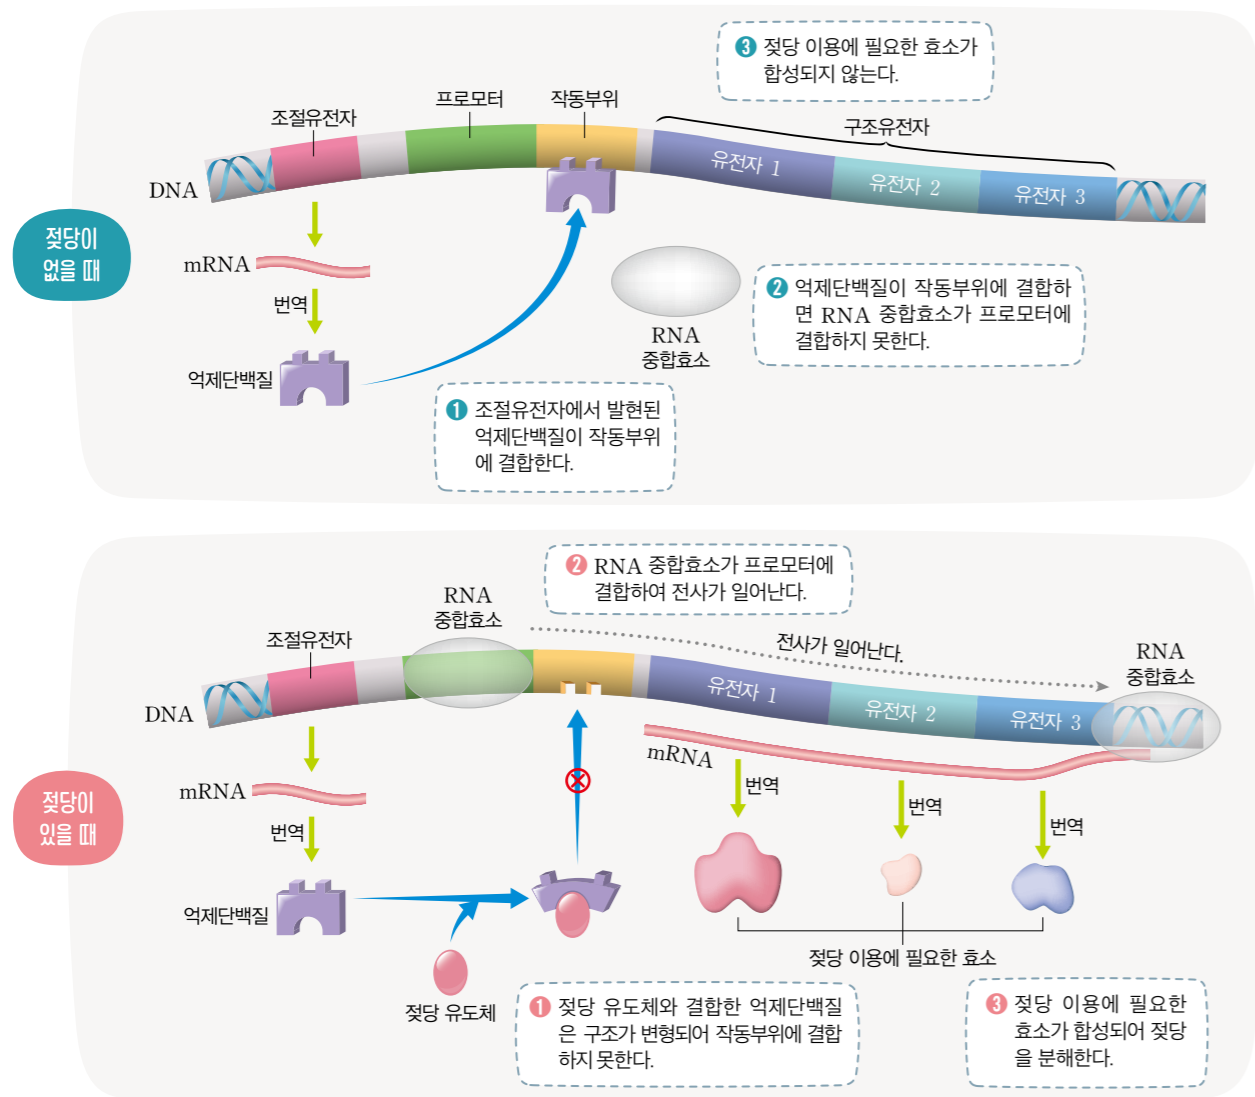 젖당이
없을 때
❸ 젖당 이용에 필요한 효소가
합성되지 않는다.
조절유전자
프로모터
작동부위
구조유전자
DNA
유전자 1
유전자 2
유전자 3
mRNA
번역
억제단백질
RNA
중합효소
❷ 억제단백질이 작동부위에 결합하
면 RNA 중합효소가 프로모터에
결합하지 못한다.
❶ 조절유전자에서 발현된
억제단백질이 작동부위
에 결합한다.
젖당이
있을 때
❷ RNA 중합효소가 프로모터에
결합하여 전사가 일어난다.
조절유전자
RNA
중합효소
전사가 일어난다.
RNA
중합효소
DNA
유전자 1
유전자 2
유전자 3
mRNA
mRNA
번역
번역
번역
번역
억제단백질
젖당 유도체
젖당 이용에 필요한 효소
❶ 젖당 유도체와 결합한 억제단백질
은 구조가 변형되어 작동부위에 결합
하지 못한다.
❸ 젖당 이용에 필요한
효소가 합성되어 젖당
을 분해한다.